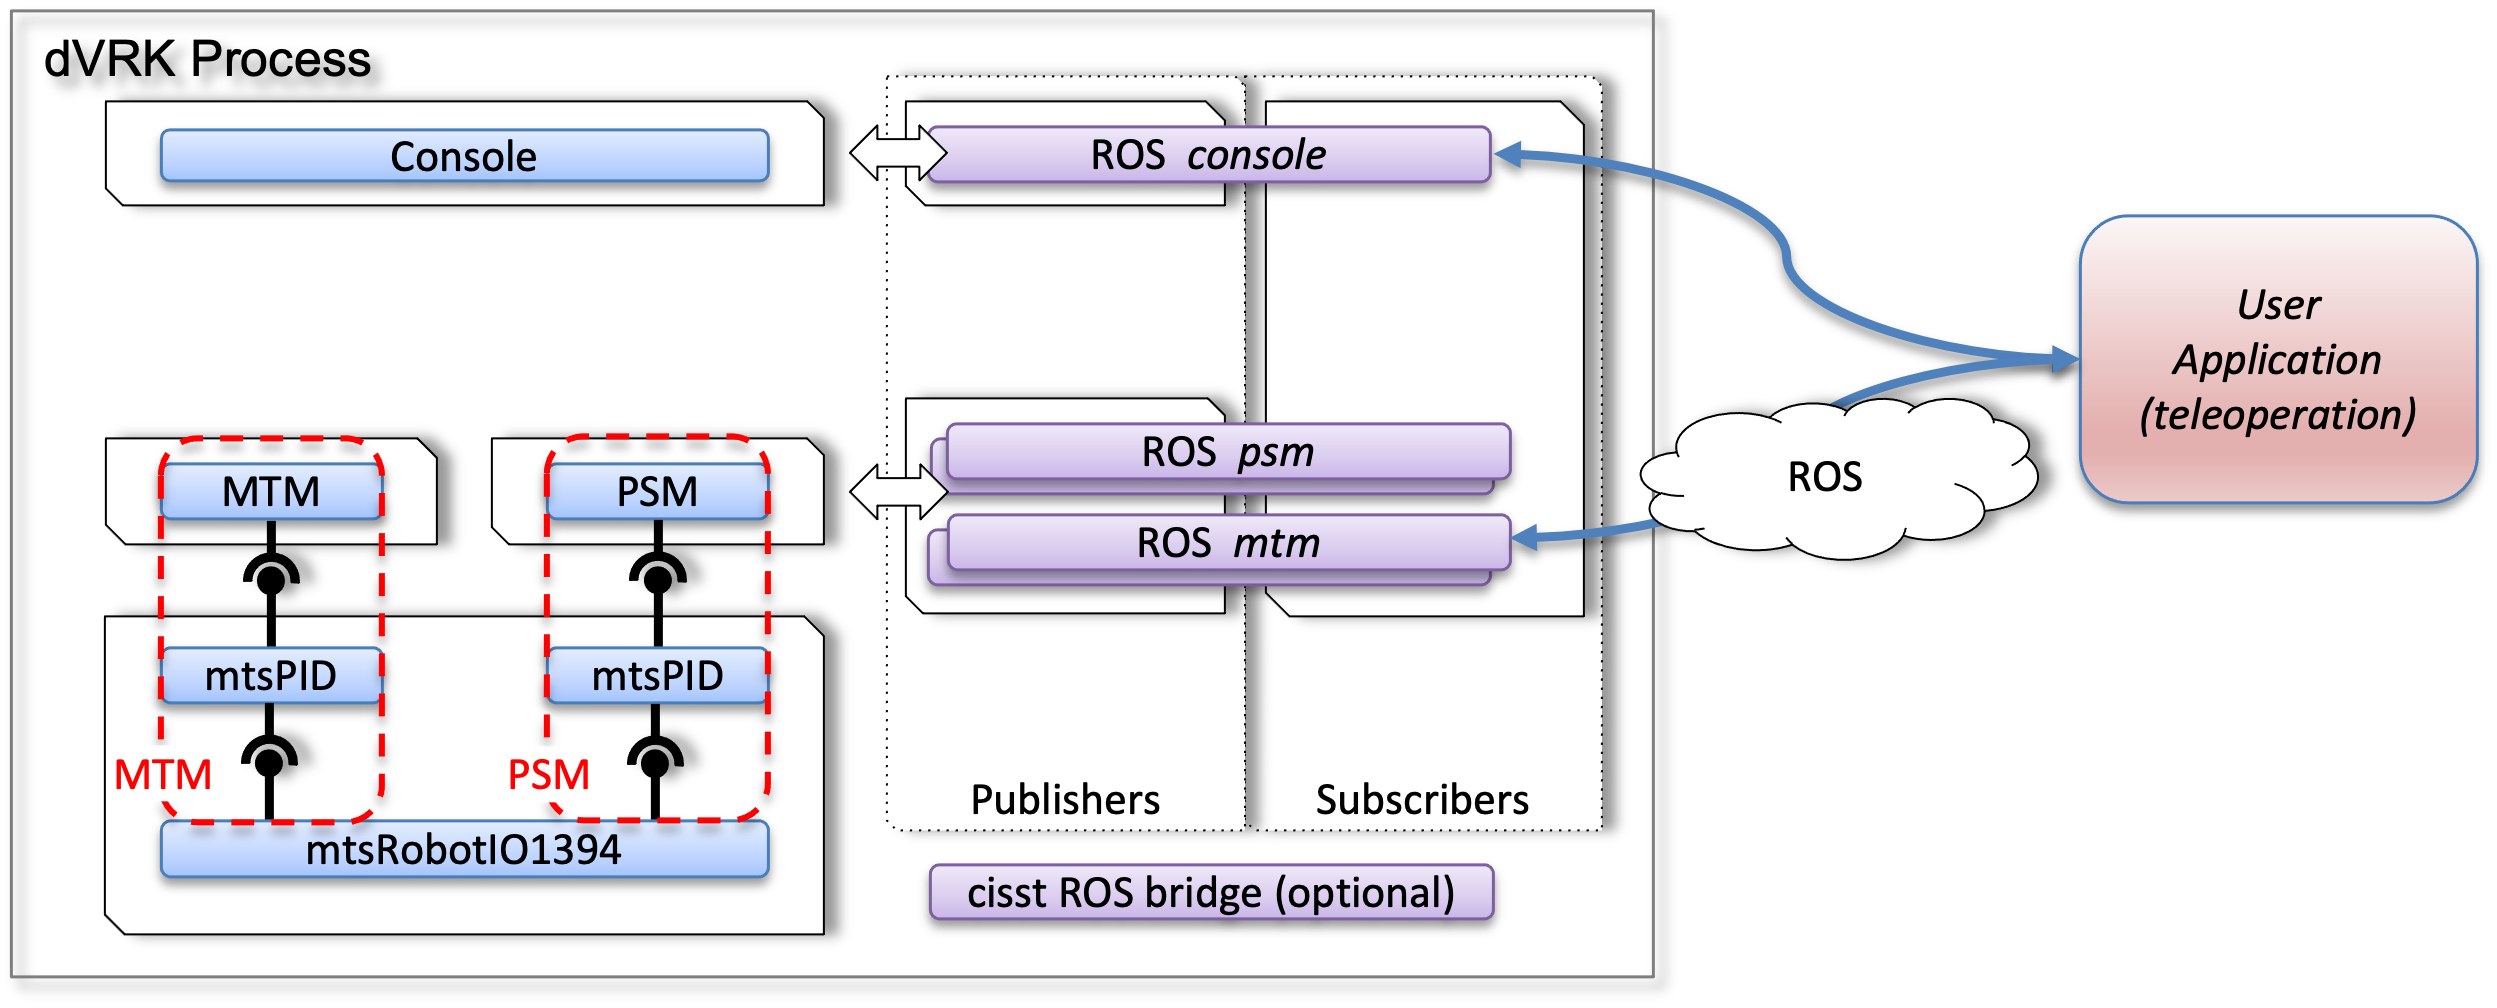 dVRK Process
Console
ROS console
User
Application
(teleoperation)
ROS psm
ROS
MTM
PSM
ROS mtm
mtsPID
mtsPID
MTM
PSM
Publishers
Subscribers
mtsRobotIO1394
cisst ROS bridge (optional)